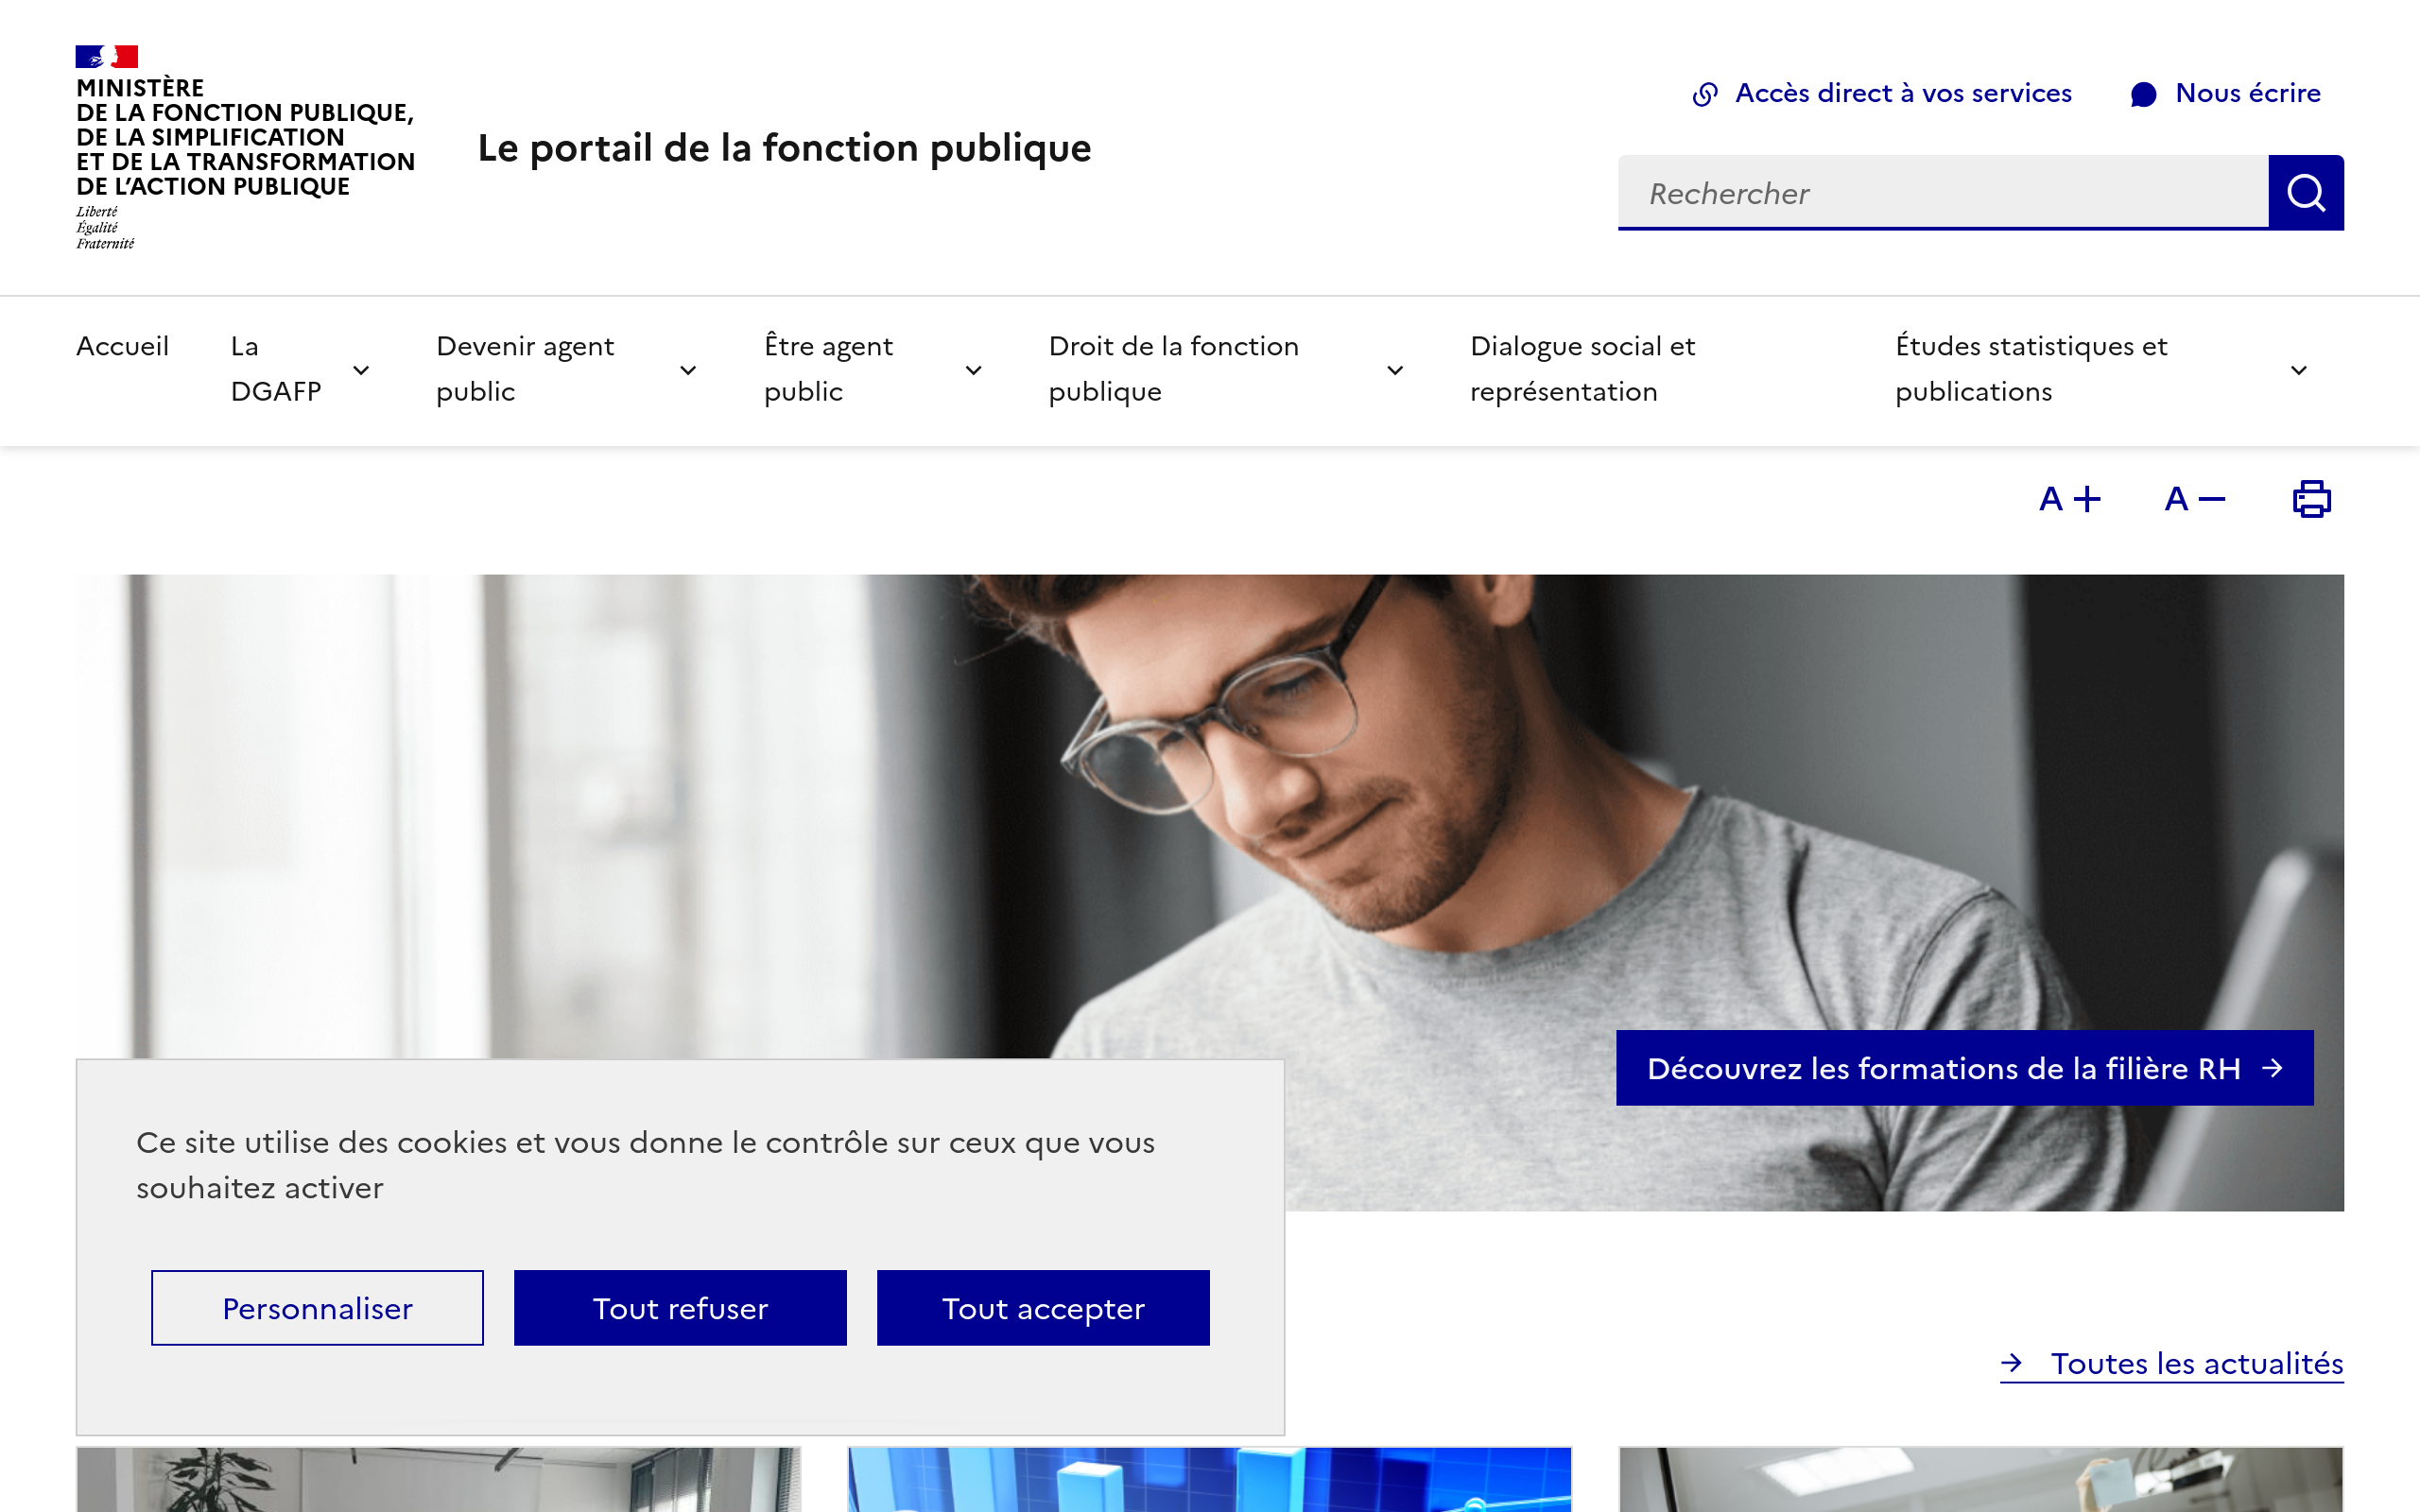 MINISTÈRE
DE LA FONCTION PUBLIQUE,
DE LA SIMPLIFICATION
ET DE LA TRANSFORMATION
DE L’ACTION PUBLIQUE
Liberté
Égalité
Fraternité
Le portail de la fonction publique
Accès direct à vos services
Nous écrire
Rechercher
Accueil
La
DGAFP
Devenir agent
public
Être agent
public
Droit de la fonction
publique
Dialogue social et
représentation
Études statistiques et
publications
A +
A −
Découvrez les formations de la filière RH
Ce site utilise des cookies et vous donne le contrôle sur ceux que vous
souhaitez activer
Personnaliser
Tout refuser
Tout accepter
Toutes les actualités